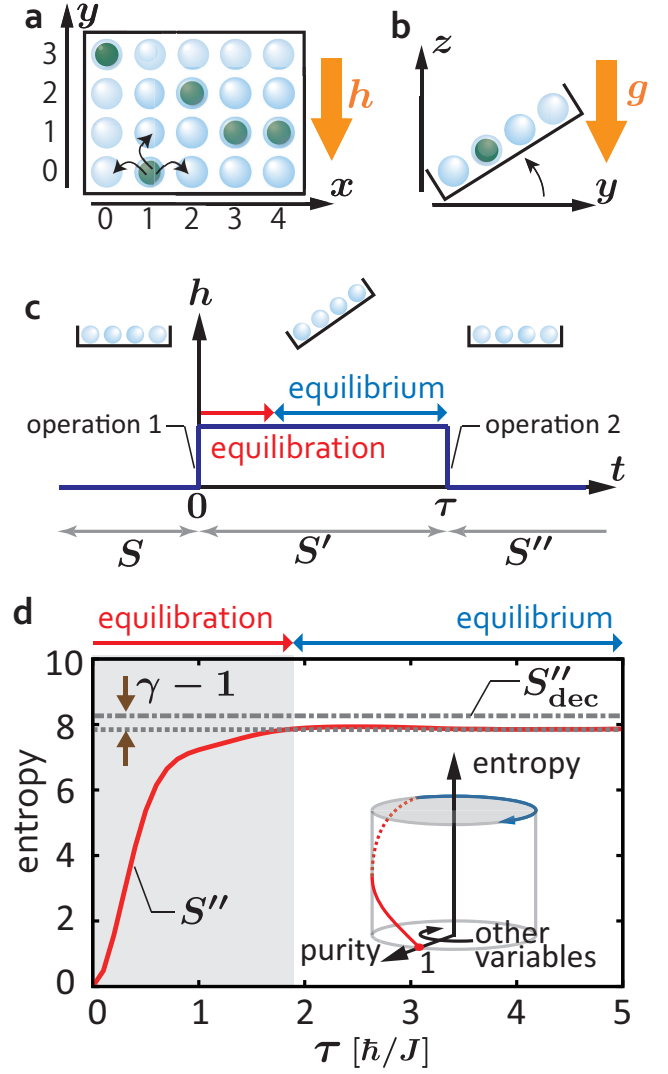 a
y
3
2
1
0
0 1 2 3 4
x
h
b
z
y
g
c
h
equilibrium
operation 1
equilibration
operation 2
0
τ
t
S
S′
S′′
d
equilibration
equilibrium
10
8
6
4
2
0
entropy
γ − 1
S′′dec
S′′
entropy
purity
1
other
variables
0 1 2 3 4 5
τ [ħ/J]